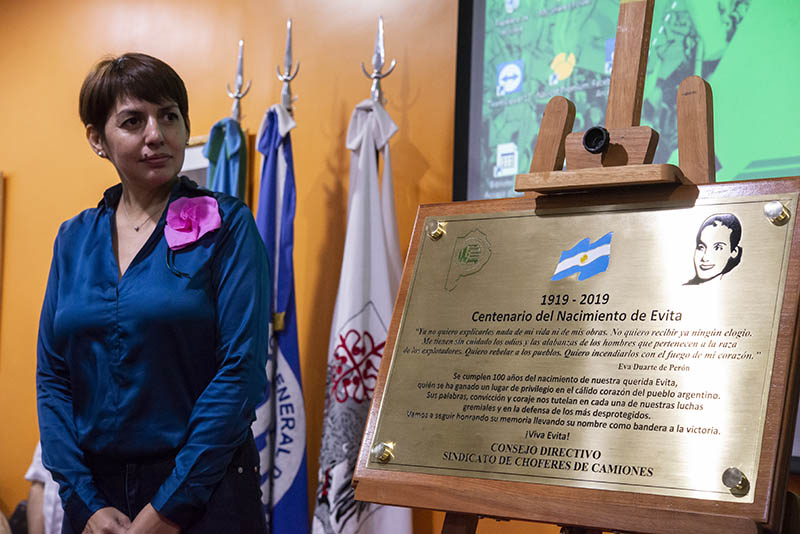 1919 - 2019
Centenario del Nacimiento de Evita
"Ya no quiero explicarles nada de mi vida ni de mis obras. No quiero recibir ya ningún elogio.
Me tienen sin cuidado los odios y las alabanzas de los hombres que pertenecen a la raza
de los explotadores. Quiero rebelar a los pueblos. Quiero incendiarlos con el fuego de mi corazón."
Eva Duarte de Perón
Se cumplen 100 años del nacimiento de nuestra querida Evita,
quién se ha ganado un lugar de privilegio en el cálido corazón del pueblo argentino.
Sus palabras, convicción y coraje nos tutelan en cada una de nuestras luchas
gremiales y en la defensa de los más desprotegidos.
Vamos a seguir honrando su memoria llevando su nombre como bandera a la victoria.
¡Viva Evita!
CONSEJO DIRECTIVO
SINDICATO DE CHOFERES DE CAMIONES
GENERAL